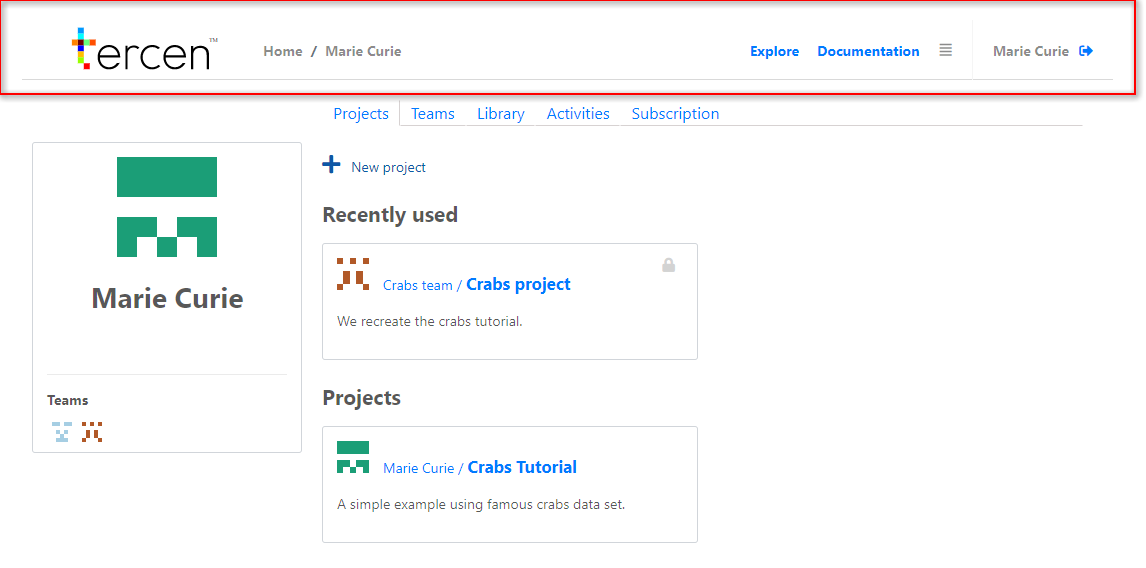 tercen™ Home / Marie Curie Explore Documentation Marie Curie
Projects Teams Library Activities Subscription
New project
Recently used
Crabs team / Crabs project
We recreate the crabs tutorial.
Marie Curie
Teams
Projects
Marie Curie / Crabs Tutorial
A simple example using famous crabs data set.